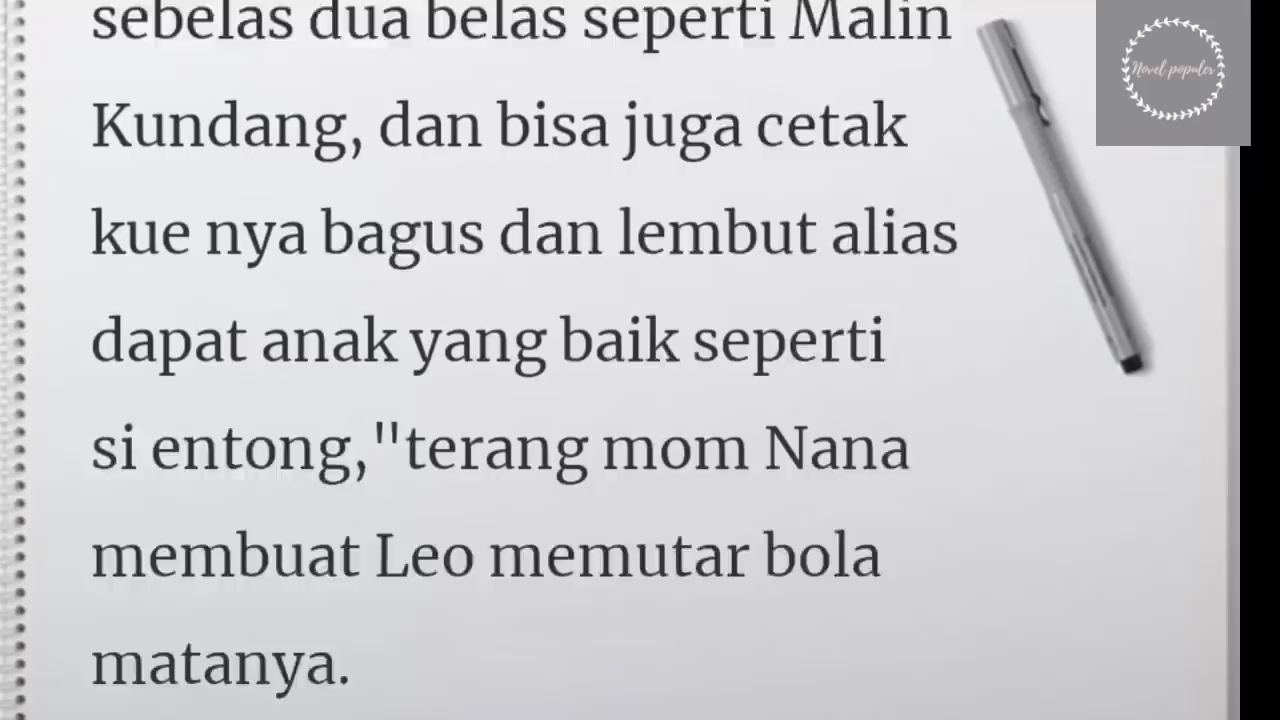 sebelas dua belas seperti Malin
Kundang, dan bisa juga cetak
kue nya bagus dan lembut alias
dapat anak yang baik seperti
si entong,"terang mom Nana
membuat Leo memutar bola
matanya.
Novel populer